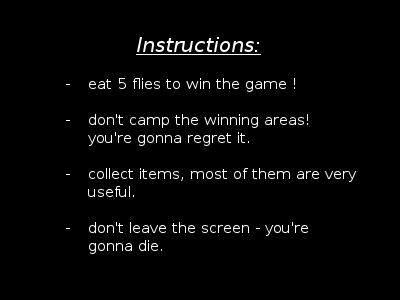 Instructions:
- eat 5 flies to win the game !
- don't camp the winning areas!
you're gonna regret it.
- collect items, most of them are very
useful.
- don't leave the screen - you're
gonna die.